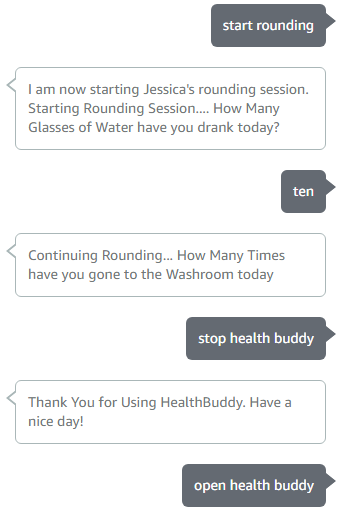 start rounding
I am now starting Jessica's rounding session.
Starting Rounding Session.... How Many
Glasses of Water have you drank today?
ten
Continuing Rounding... How Many Times
have you gone to the Washroom today
stop health buddy
Thank You for Using HealthBuddy. Have a
nice day!
open health buddy